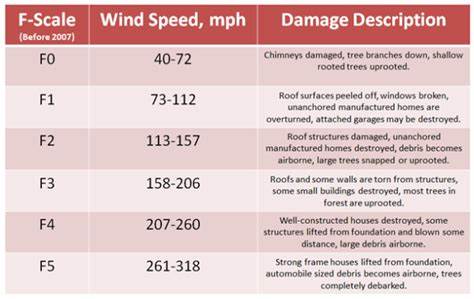 F-Scale Wind Speed, mph Damage Description
(Before 2007)
F0 40-72 Chimneys damaged, tree branches down, shallow
rooted trees uprooted.
F1 73-112 Roof surfaces peeled off, windows broken,
unanchored manufactured homes are
overturned, attached garages may be destroyed.
F2 113-157 Roof structures damaged, unanchored
manufactured homes destroyed, debris becomes
airborne, large trees snapped or uprooted.
F3 158-206 Roofs and some walls are torn from structures,
some small buildings destroyed, most trees in
forest are uprooted.
F4 207-260 Well-constructed houses destroyed, some
structures lifted from foundation and blown some
distance, large debris airborne.
F5 261-318 Strong frame houses lifted from foundation,
automobile sized debris becomes airborne, trees
completely debarked.